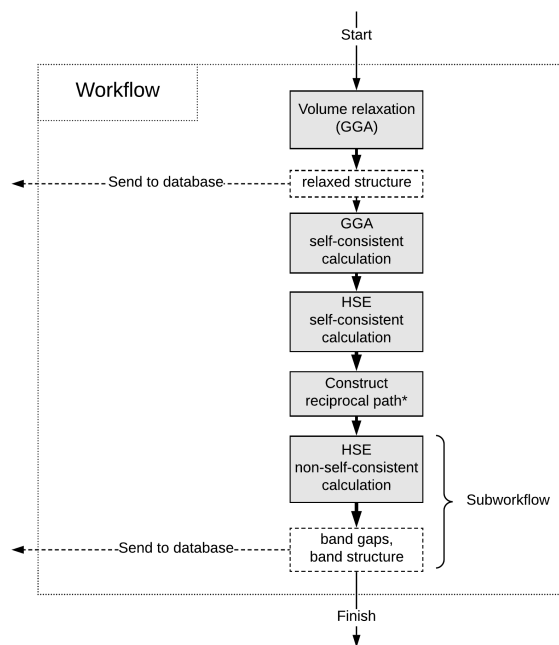 Start
Workflow
Volume relaxation
(GGA)
Send to database
relaxed structure
GGA
self-consistent
calculation
HSE
self-consistent
calculation
Construct
reciprocal path*
HSE
non-self-consistent
calculation
Subworkflow
Send to database
band gaps,
band structure
Finish